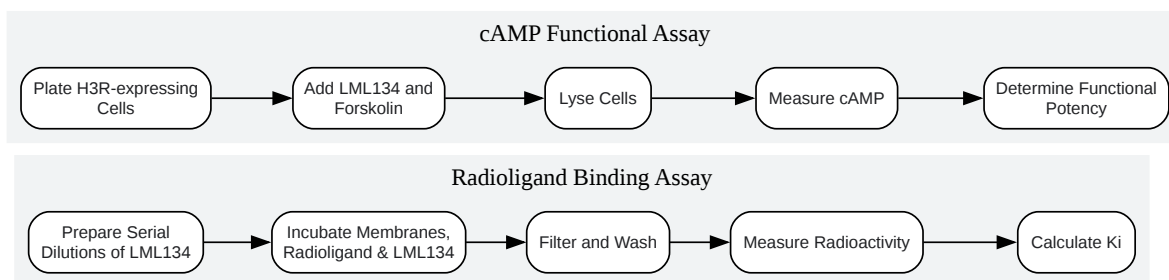 cAMP Functional Assay
Plate H3R-expressing
Cells
Add LML134 and
Forskolin
Lyse Cells
Measure cAMP
Determine Functional
Potency
Radioligand Binding Assay
Prepare Serial
Dilutions of LML134
Incubate Membranes,
Radioligand & LML134
Filter and Wash
Measure Radioactivity
Calculate Ki